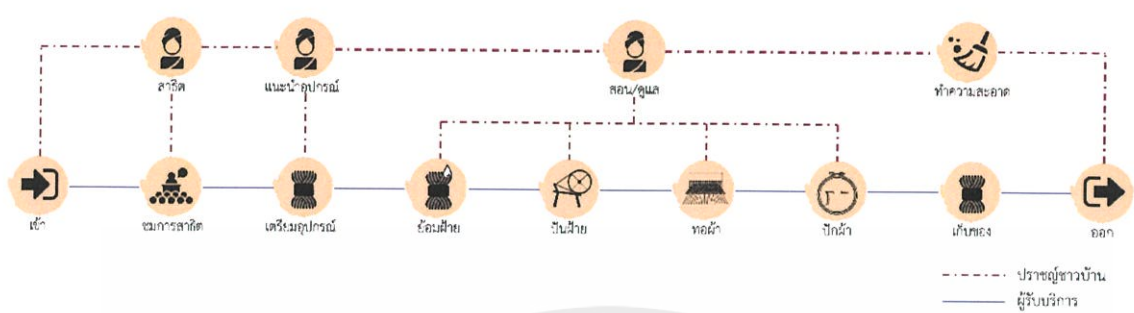 สาธิต
แนะนำอุปกรณ์
สอน/ดูแล
ทำความสะอาด
เข้า
ชมการสาธิต
เตรียมอุปกรณ์
ย้อมฝ้าย
ปั่นฝ้าย
ทอผ้า
ปักผ้า
เก็บของ
ออก
ปราชญ์ชาวบ้าน
ผู้รับบริการ